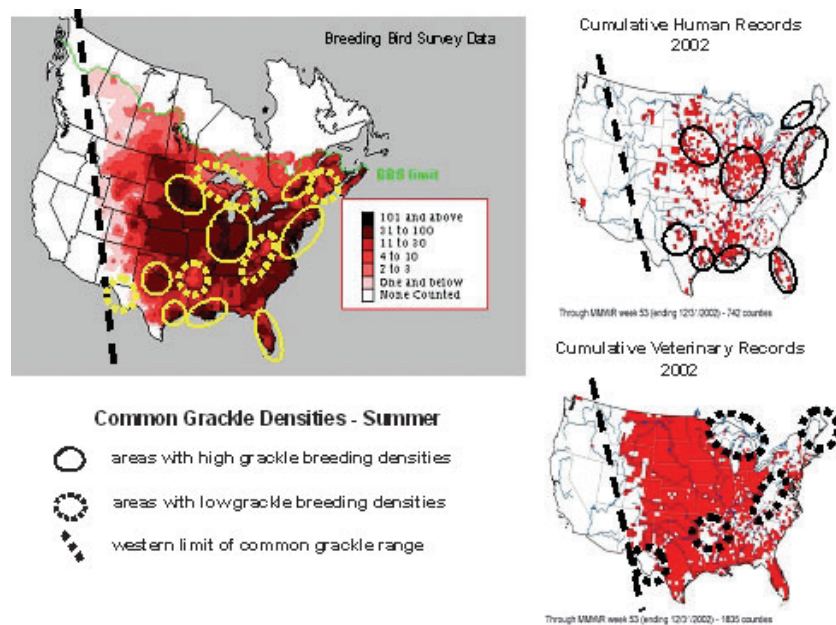 Breeding Bird Survey Data
BBS limit
101 and above
31 to 100
11 to 30
4 to 10
2 to 3
One and below
None Counted
Common Grackle Densities - Summer
areas with high grackle breeding densities
areas with low grackle breeding densities
western limit of common grackle range
Cumulative Human Records
2002
Through MMWR week 53 (ending 12/31/2002) - 742 counties
Cumulative Veterinary Records
2002
Through MMWR week 53 (ending 12/31/2002) - 1835 counties